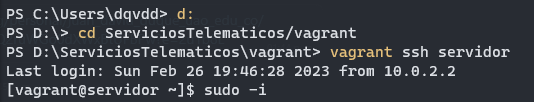 PS C:\Users\dqvdd> d:
PS D:\> cd ServiciosTelematicos/vagrant
PS D:\ServiciosTelematicos\vagrant> vagrant ssh servidor
Last login: Sun Feb 26 19:46:28 2023 from 10.0.2.2
[vagrant@servidor ~]$ sudo -i